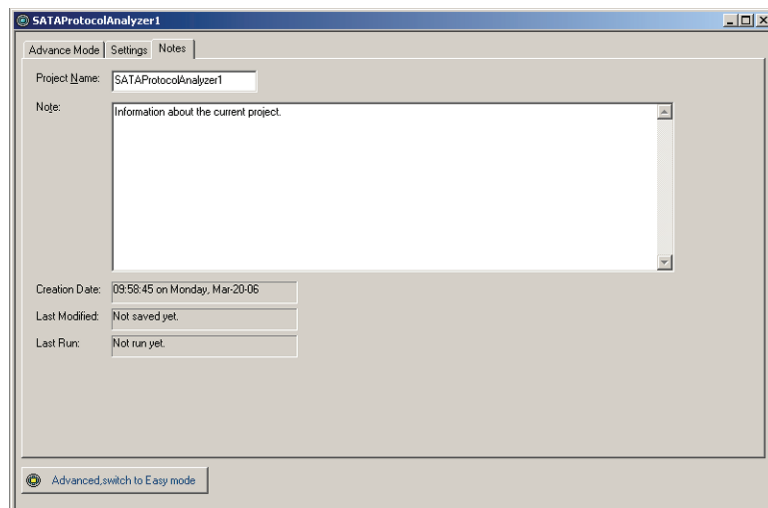 SATAProtocolAnalyzer1
Advance Mode Settings Notes
Project Name: SATAProtocolAnalyzer1
Note: Information about the current project.
Creation Date: 09:58:45 on Monday, Mar-20-06
Last Modified: Not saved yet.
Last Run: Not run yet.
Advanced,switch to Easy mode